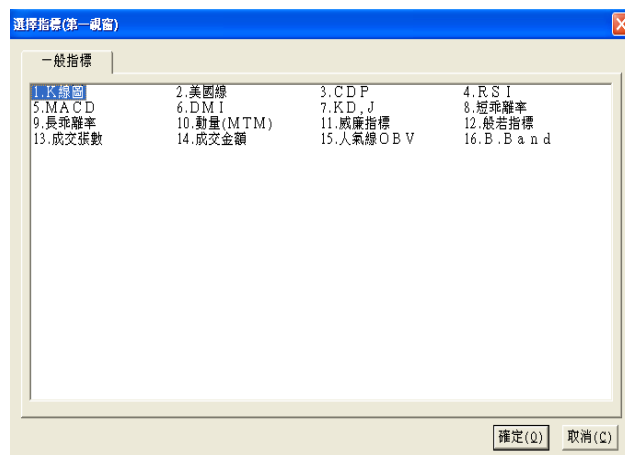 選擇指標(第一視窗)
一般指標
1.K線圖 2.美國線 3.CDP 4.RSI
5.MACD 6.DMI 7.KD,J 8.短乖離率
9.長乖離率 10.動量(MTM) 11.威廉指標 12.般若指標
13.成交張數 14.成交金額 15.人氣線OBV 16.B.Band
確定(O) 取消(C)